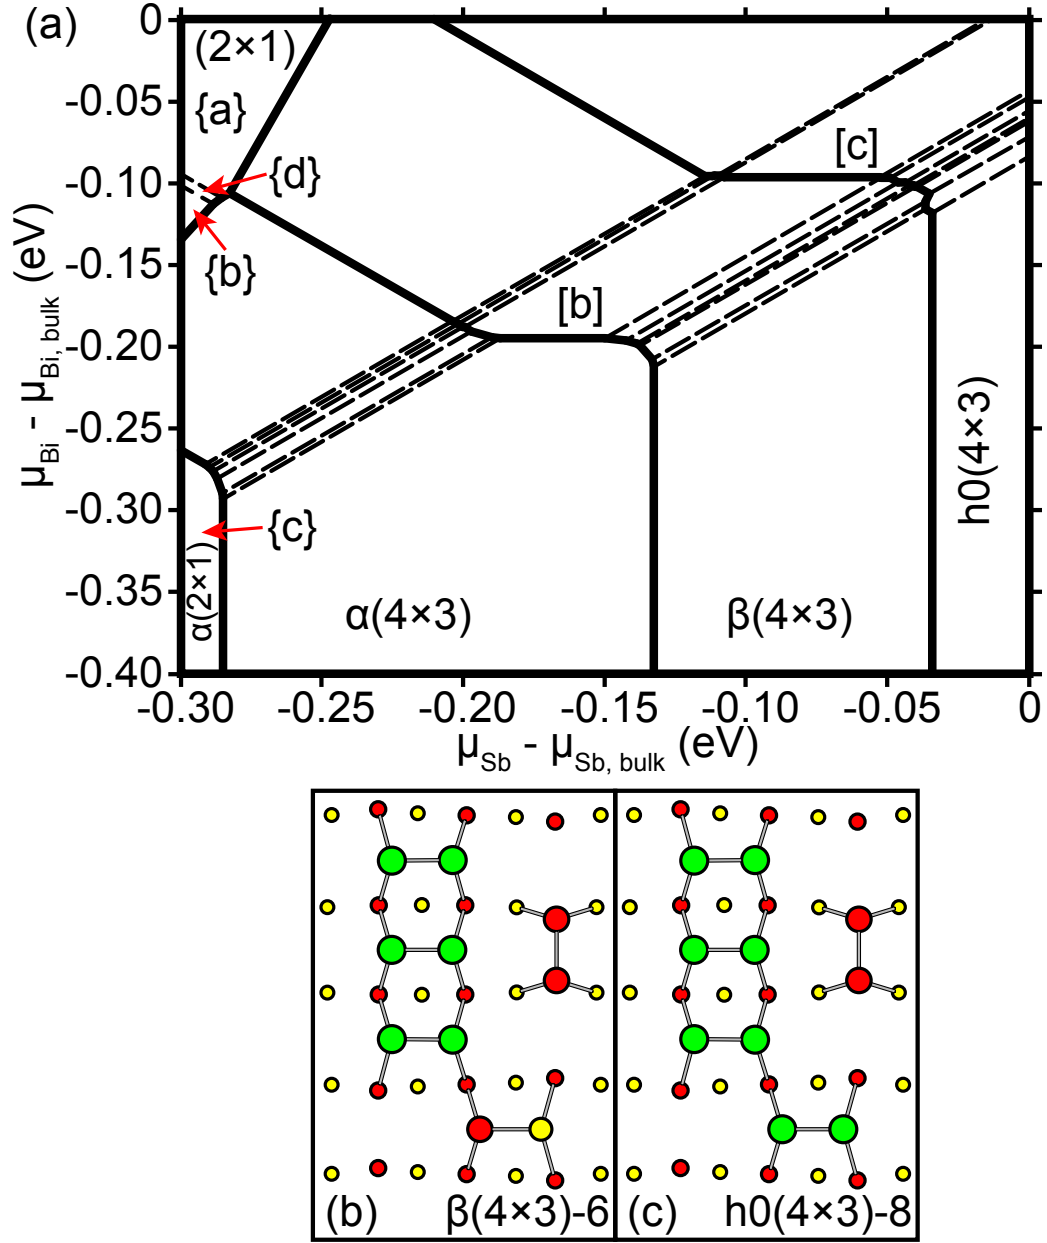 (a)
0
-0.05
-0.10
-0.15
-0.20
-0.25
-0.30
-0.35
-0.40
μBi - μBi, bulk (eV)
(2×1)
{a}
{d}
{b}
[c]
[b]
{c}
α(2×1)
α(4×3)
β(4×3)
h0(4×3)
-0.30
-0.25
-0.20
-0.15
-0.10
-0.05
0
μSb - μSb, bulk (eV)
(b)
β(4×3)-6
(c)
h0(4×3)-8